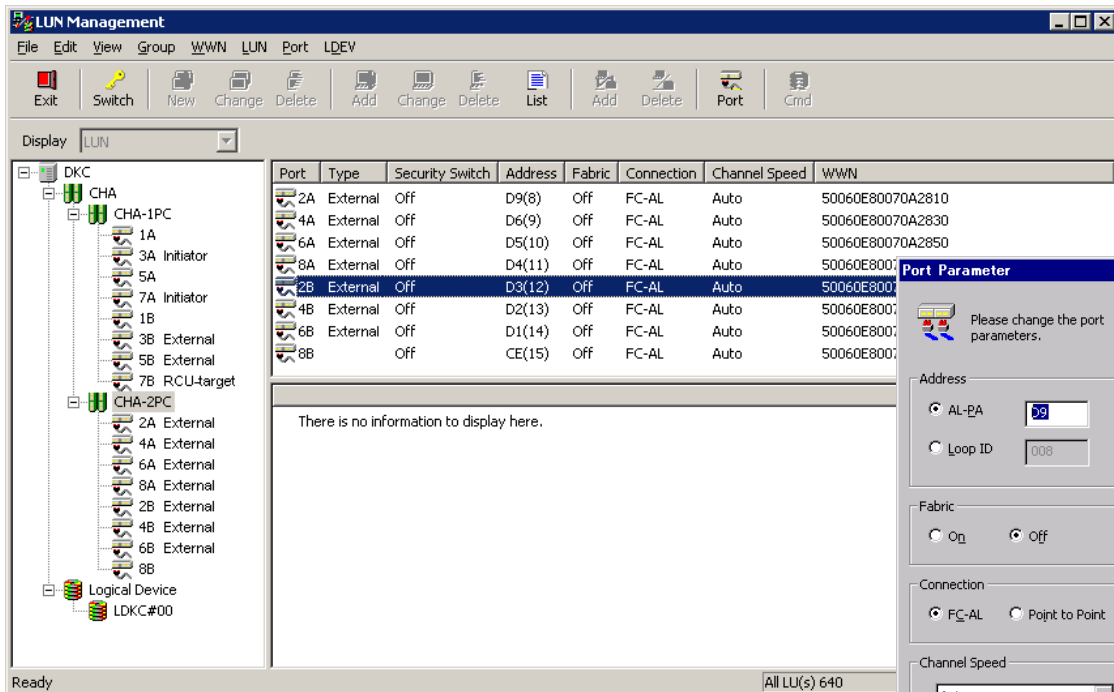 LUN Management
File Edit View Group WWN LUN Port LDEV
Exit Switch New Change Delete Add Change Delete List Add Delete Port Cmd
Display LUN
DKC
CHA
CHA-1PC
1A
3A Initiator
5A
7A Initiator
1B
3B External
5B External
7B RCU-target
CHA-2PC
2A External
4A External
6A External
8A External
2B External
4B External
6B External
8B
Logical Device
LDKC#00
Port Type Security Switch Address Fabric Connection Channel Speed WWN
2A External Off D9(8) Off FC-AL Auto 50060E80070A2810
4A External Off D6(9) Off FC-AL Auto 50060E80070A2830
6A External Off D5(10) Off FC-AL Auto 50060E80070A2850
8A External Off D4(11) Off FC-AL Auto 50060E8007
2B External Off D3(12) Off FC-AL Auto 50060E8007
4B External Off D2(13) Off FC-AL Auto 50060E8007
6B External Off D1(14) Off FC-AL Auto 50060E8007
8B Off CE(15) Off FC-AL Auto 50060E8007
There is no information to display here.
Port Parameter
Please change the port
parameters.
Address
AL-PA D9
Loop ID 008
Fabric
On Off
Connection
FC-AL Point to Point
Channel Speed
Ready
All LU(s) 640